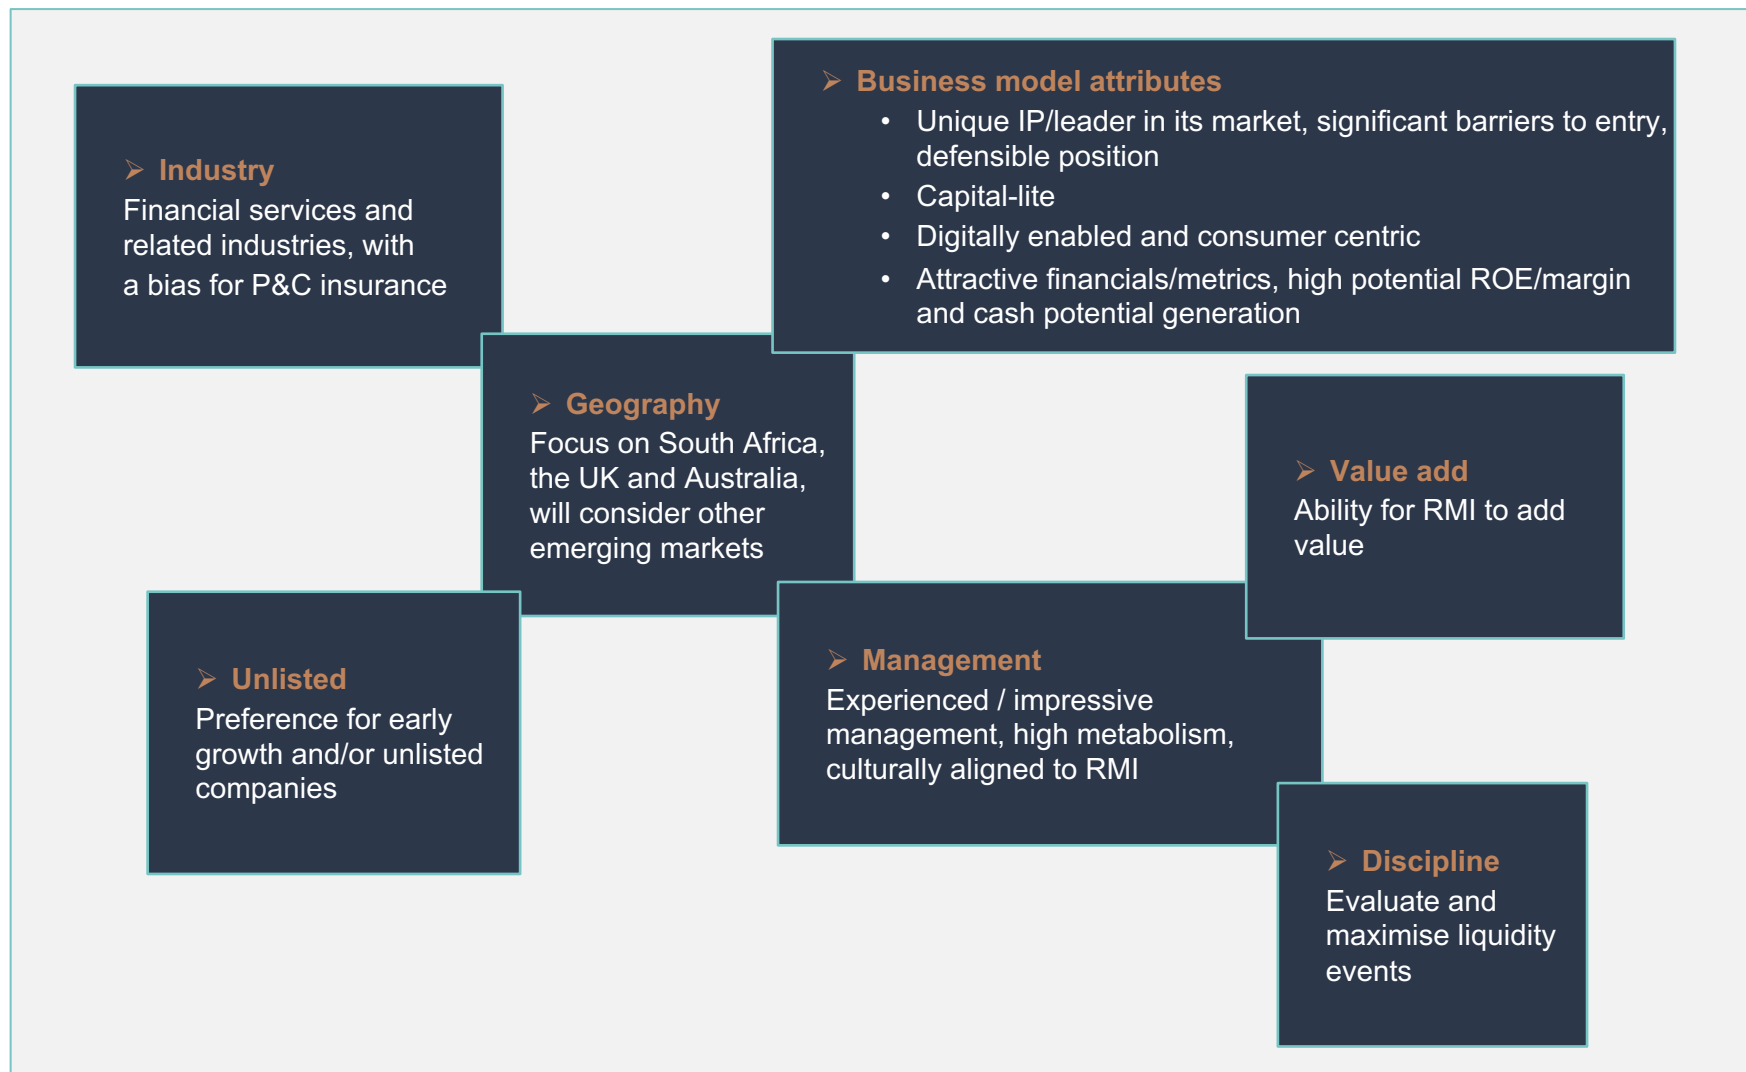 ➢ Industry
Financial services and
related industries, with
a bias for P&C insurance
➢ Business model attributes
• Unique IP/leader in its market, significant barriers to entry,
defensible position
• Capital-lite
• Digitally enabled and consumer centric
• Attractive financials/metrics, high potential ROE/margin
and cash potential generation
➢ Geography
Focus on South Africa,
the UK and Australia,
will consider other
emerging markets
➢ Value add
Ability for RMI to add
value
➢ Unlisted
Preference for early
growth and/or unlisted
companies
➢ Management
Experienced / impressive
management, high metabolism,
culturally aligned to RMI
➢ Discipline
Evaluate and
maximise liquidity
events